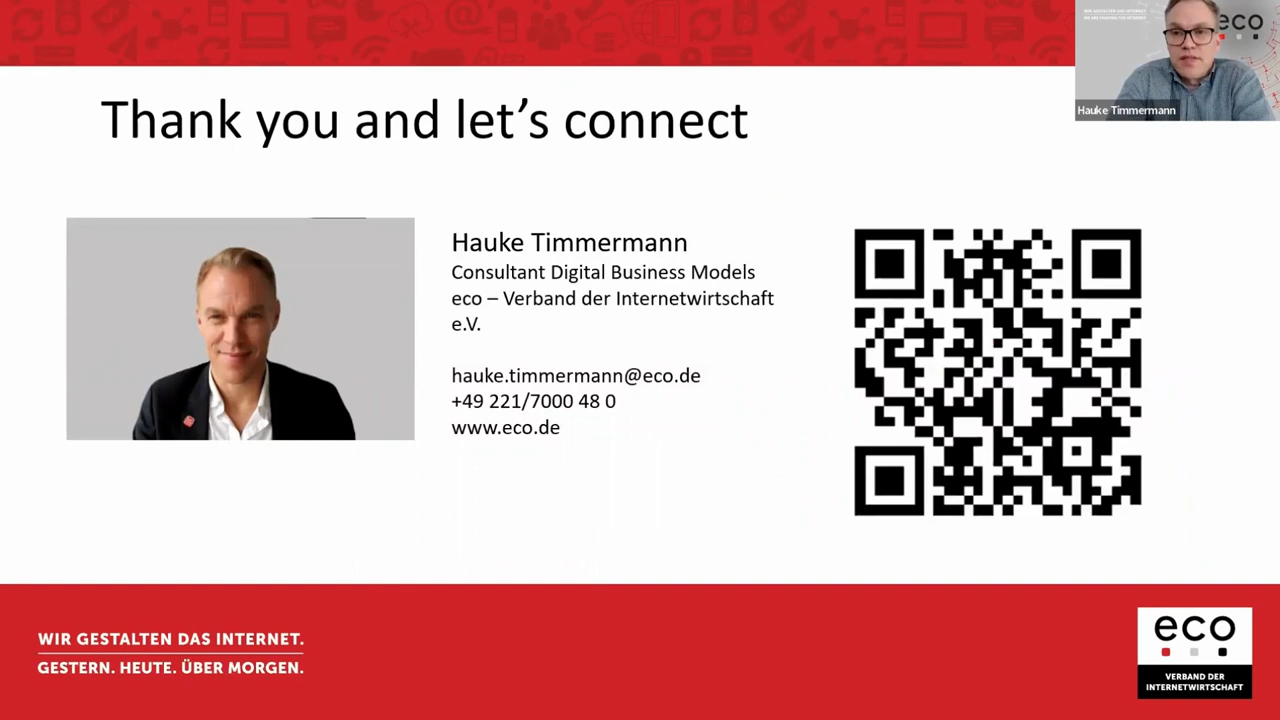 Thank you and let’s connect
eco
Hauke Timmermann
Hauke Timmermann
Consultant Digital Business Models
eco – Verband der Internetwirtschaft
e.V.
hauke.timmermann@eco.de
+49 221/7000 48 0
www.eco.de
WIR GESTALTEN DAS INTERNET.
GESTERN. HEUTE. ÜBER MORGEN.
eco
VERBAND DER
INTERNETWIRTSCHAFT